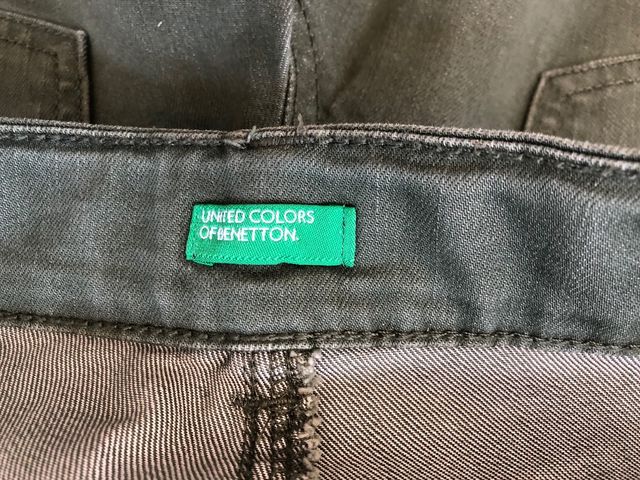 UNITED COLORS
OF BENETTON.